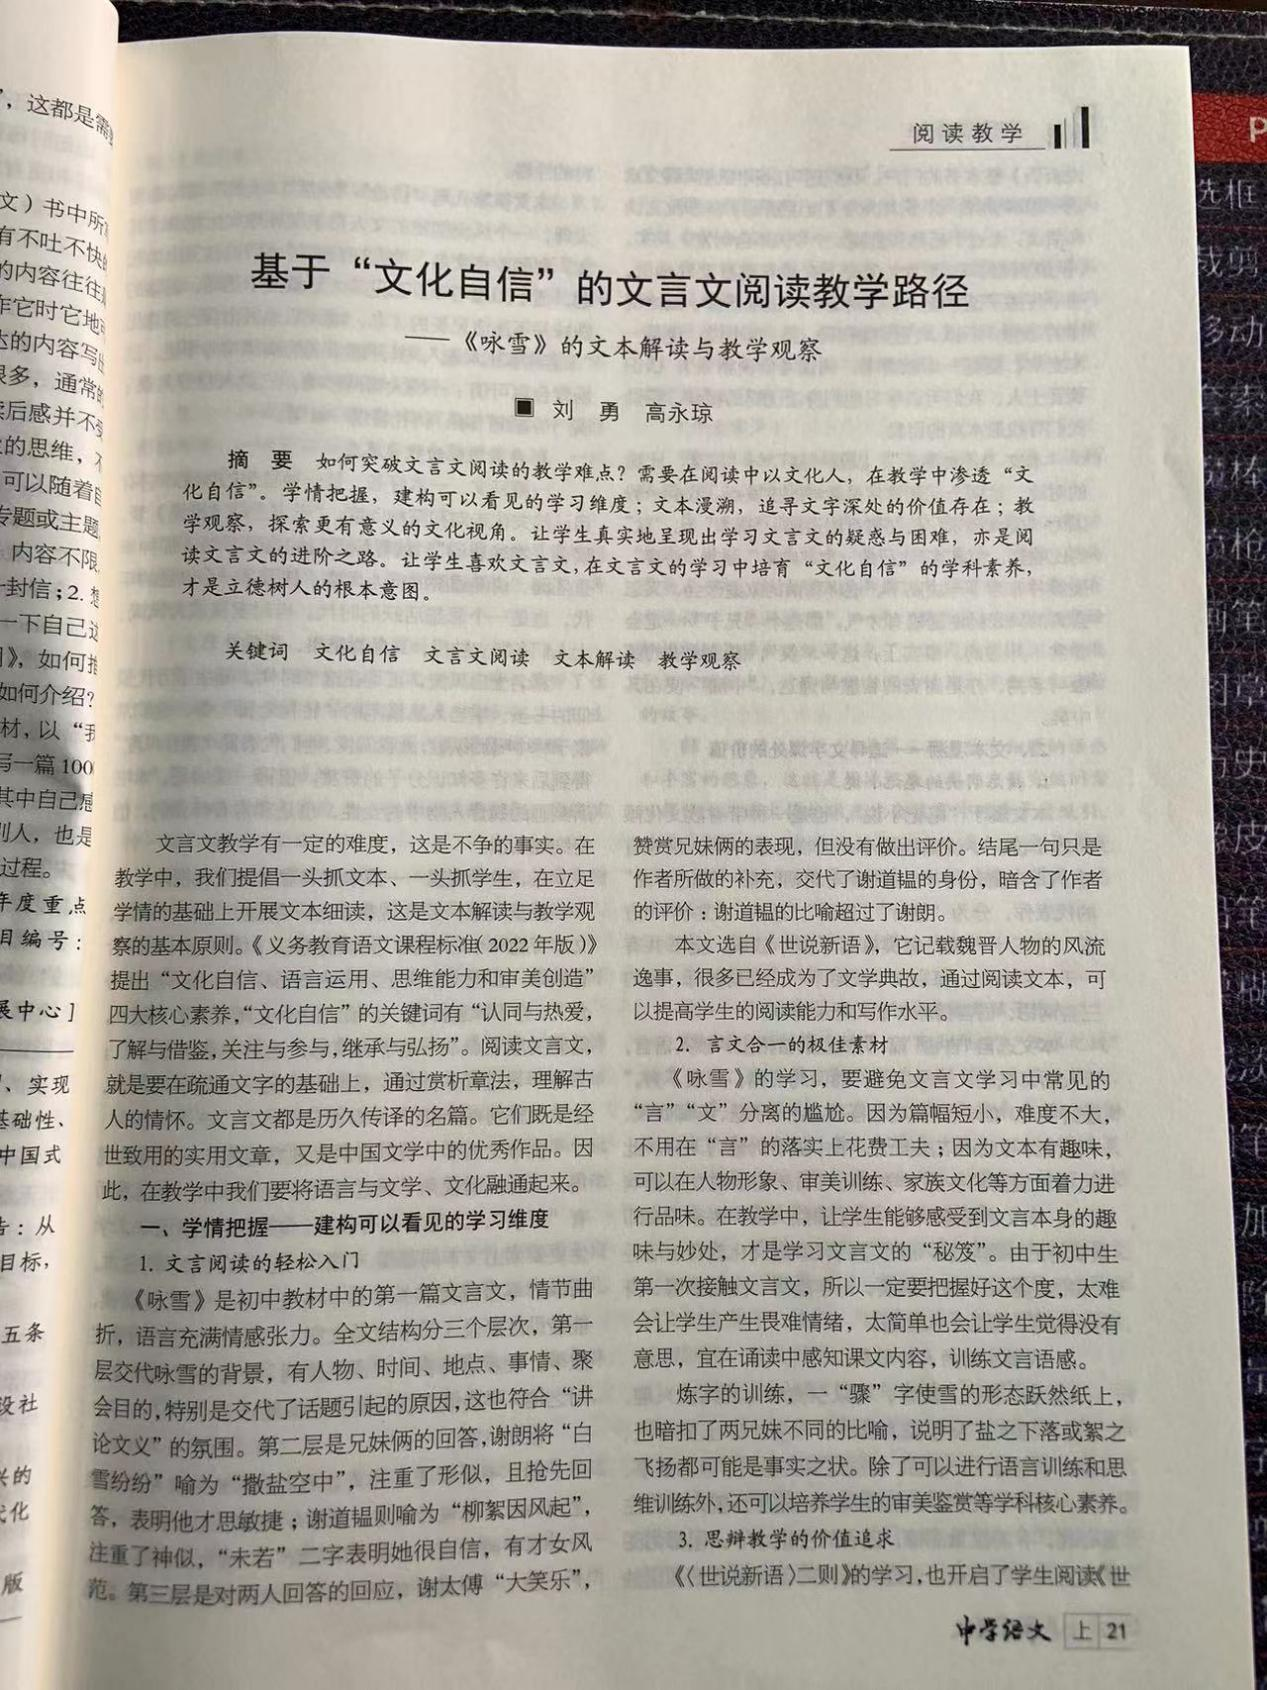 阅读教学
基于“文化自信”的文言文阅读教学路径
——《咏雪》的文本解读与教学观察
■ 刘 勇 高永琼
摘 要 如何突破文言文阅读的教学难点？需要在阅读中以文化人，在教学中渗透“文
化自信”。学情把握，建构可以看见的学习维度；文本漫溯，追寻文字深处的价值存在；教
学观察，探索更有意义的文化视角。让学生真实地呈现出学习文言文的疑惑与困难，亦是阅
读文言文的进阶之路。让学生喜欢文言文，在文言文的学习中培育“文化自信”的学科素养，
才是立德树人的根本意图。
关键词 文化自信 文言文阅读 文本解读 教学观察
文言文教学有一定的难度，这是不争的事实。在
教学中，我们提倡一头抓文本、一头抓学生，在立足
学情的基础上开展文本细读，这是文本解读与教学观
察的基本原则。《义务教育语文课程标准（2022年版）》
提出“文化自信、语言运用、思维能力和审美创造”
四大核心素养，“文化自信”的关键词有“认同与热爱，
了解与借鉴，关注与参与，继承与弘扬”。阅读文言文，
就是要在疏通文字的基础上，通过赏析章法，理解古
人的情怀。文言文都是历久传译的名篇。它们既是经
世致用的实用文章，又是中国文学中的优秀作品。因
此，在教学中我们要将语言与文学、文化融通起来。
一、学情把握——建构可以看见的学习维度
1. 文言阅读的轻松入门
《咏雪》是初中教材中的第一篇文言文，情节曲
折，语言充满情感张力。全文结构分三个层次，第一
层交代咏雪的背景，有人物、时间、地点、事情、聚
会目的，特别是交代了话题引起的原因，这也符合“讲
论文义”的氛围。第二层是兄妹俩的回答，谢朗将“白
雪纷纷”喻为“撒盐空中”，注重了形似，且抢先回
答，表明他才思敏捷；谢道韫则喻为“柳絮因风起”，
注重了神似，“未若”二字表明她很自信，有才女风
范。第三层是对两人回答的回应，谢太傅“大笑乐”，
赞赏兄妹俩的表现，但没有做出评价。结尾一句只是
作者所做的补充，交代了谢道韫的身份，暗含了作者
的评价：谢道韫的比喻超过了谢朗。
本文选自《世说新语》，它记载魏晋人物的风流
逸事，很多已经成为了文学典故，通过阅读文本，可
以提高学生的阅读能力和写作水平。
2. 言文合一的极佳素材
《咏雪》的学习，要避免文言文学习中常见的
“言”“文”分离的尴尬。因为篇幅短小，难度不大，
不用在“言”的落实上花费工夫；因为文本有趣味，
可以在人物形象、审美训练、家族文化等方面着力进
行品味。在教学中，让学生能够感受到文言本身的趣
味与妙处，才是学习文言文的“秘笈”。由于初中生
第一次接触文言文，所以一定要把握好这个度，太难
会让学生产生畏难情绪，太简单也会让学生觉得没有
意思，宜在诵读中感知课文内容，训练文言语感。
炼字的训练，一“骤”字使雪的形态跃然纸上，
也暗扣了两兄妹不同的比喻，说明了盐之下落或絮之
飞扬都可能是事实之状。除了可以进行语言训练和思
维训练外，还可以培养学生的审美鉴赏等学科核心素养。
3. 思辩教学的价值追求
《〈世说新语〉二则》的学习，也开启了学生阅读《世
中学语文 上 21